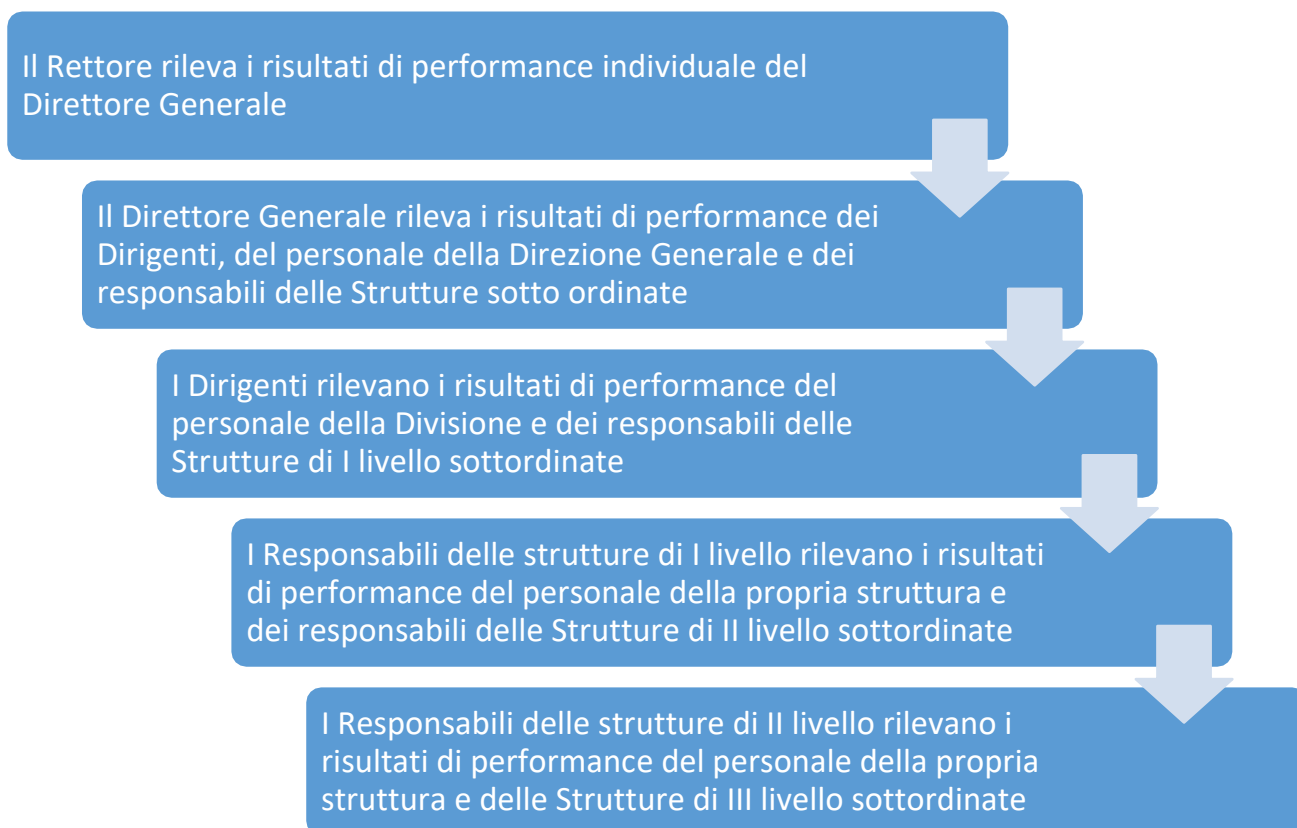 Il Rettore rileva i risultati di performance individuale del
Direttore Generale
Il Direttore Generale rileva i risultati di performance dei
Dirigenti, del personale della Direzione Generale e dei
responsabili delle Strutture sotto ordinate
I Dirigenti rilevano i risultati di performance del
personale della Divisione e dei responsabili delle
Strutture di I livello sottordinate
I Responsabili delle strutture di I livello rilevano i risultati
di performance del personale della propria struttura e
dei responsabili delle Strutture di II livello sottordinate
I Responsabili delle strutture di II livello rilevano i
risultati di performance del personale della propria
struttura e delle Strutture di III livello sottordinate